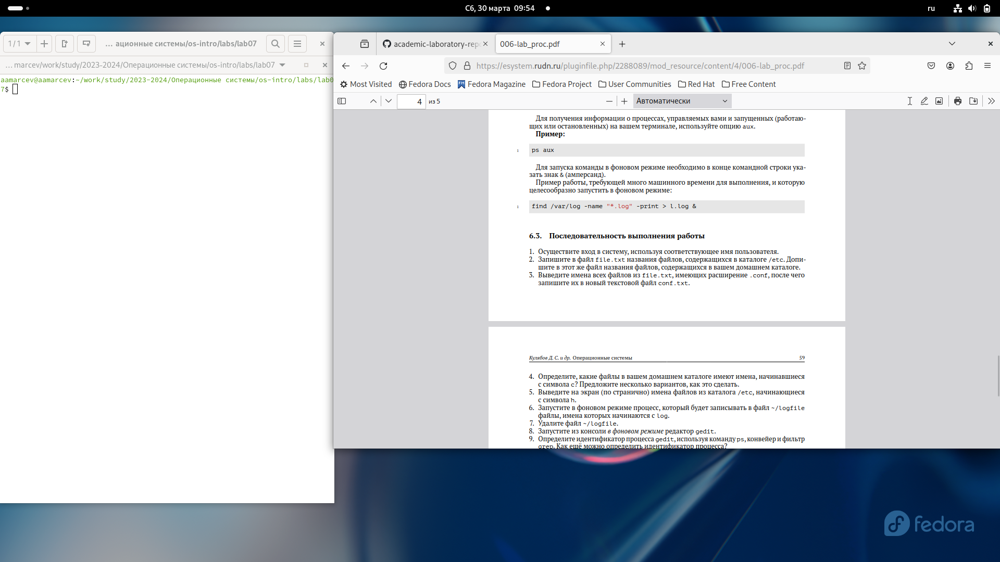 Сб, 30 марта 09:54
ru
1/1
... ационные системы/os-intro/labs/lab07
...marcev/work/study/2023-2024/Операционные системы/os-intro/labs/lab07
aamarcev@aamarcev:~/work/study/2023-2024/Операционные системы/os-intro/labs/lab0
7$
academic-laboratory-repo
006-lab_proc.pdf
https://esystem.rudn.ru/pluginfile.php/2288089/mod_resource/content/4/006-lab_proc.pdf
Most Visited
Fedora Docs
Fedora Magazine
Fedora Project
User Communities
Red Hat
Free Content
4
из 5
Автоматически
Для получения информации о процессах, управляемых вами и запущенных (работаю-
щих или остановленных) на вашем терминале, используйте опцию aux.
Пример:
1 ps aux
Для запуска команды в фоновом режиме необходимо в конце командной строки ука-
зать знак & (амперсанд).
Пример работы, требующей много машинного времени для выполнения, и которую
целесообразно запустить в фоновом режиме:
1 find /var/log -name "*.log" -print > l.log &
6.3. Последовательность выполнения работы
1. Осуществите вход в систему, используя соответствующее имя пользователя.
2. Запишите в файл file.txt названия файлов, содержащихся в каталоге /etc. Допи-
шите в этот же файл названия файлов, содержащихся в вашем домашнем каталоге.
3. Выведите имена всех файлов из file.txt, имеющих расширение .conf, после чего
запишите их в новый текстовой файл conf.txt.
Кулябов Д. С. и др. Операционные системы 59
4. Определите, какие файлы в вашем домашнем каталоге имеют имена, начинавшиеся
с символа c? Предложите несколько вариантов, как это сделать.
5. Выведите на экран (по странично) имена файлов из каталога /etc, начинающиеся
с символа h.
6. Запустите в фоновом режиме процесс, который будет записывать в файл ~/logfile
файлы, имена которых начинаются с log.
7. Удалите файл ~/logfile.
8. Запустите из консоли в фоновом режиме редактор gedit.
9. Определите идентификатор процесса gedit, используя команду ps, конвейер и фильтр
grep. Как ещё можно определить идентификатор процесса?
fedora